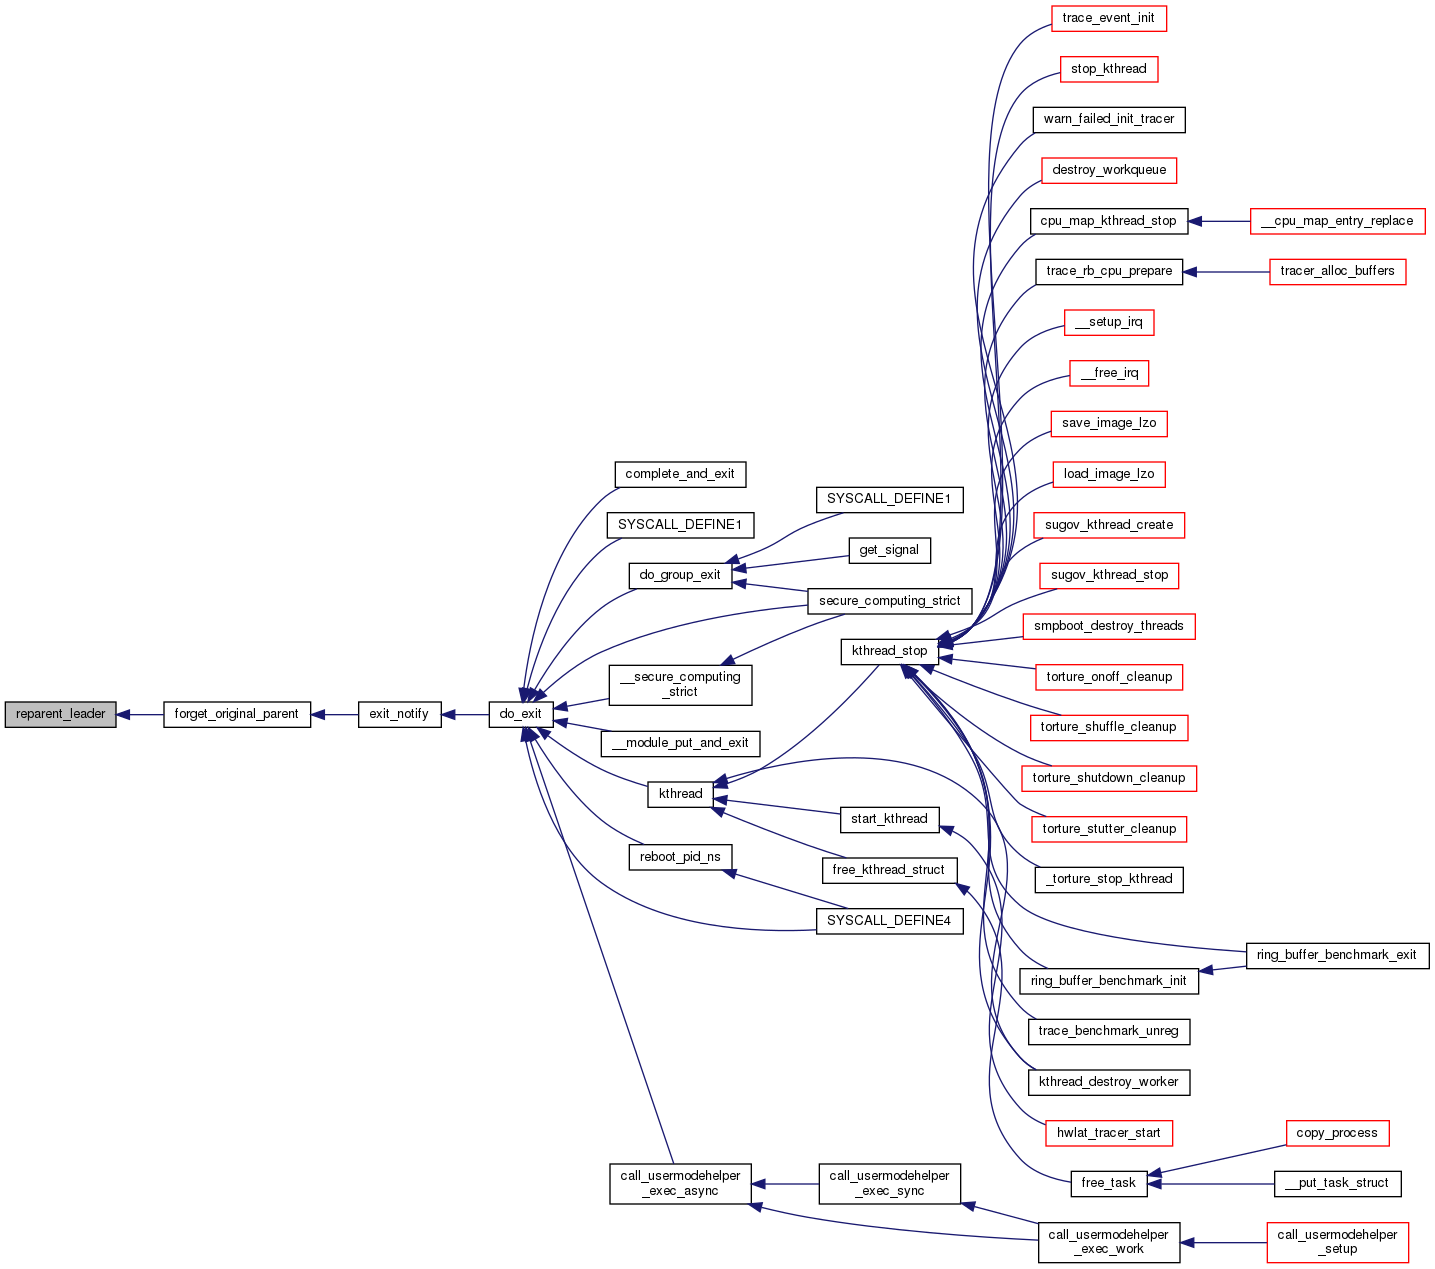 trace_event_init
stop_kthread
warn_failed_init_tracer
destroy_workqueue
cpu_map_kthread_stop
__cpu_map_entry_replace
trace_rb_cpu_prepare
tracer_alloc_buffers
__setup_irq
__free_irq
save_image_lzo
load_image_lzo
complete_and_exit
SYSCALL_DEFINE1
SYSCALL_DEFINE1
sugov_kthread_create
get_signal
do_group_exit
sugov_kthread_stop
secure_computing_strict
smpboot_destroy_threads
kthread_stop
__secure_computing
_strict
torture_onoff_cleanup
reparent_leader
forget_original_parent
exit_notify
do_exit
torture_shuffle_cleanup
__module_put_and_exit
torture_shutdown_cleanup
kthread
start_kthread
torture_stutter_cleanup
reboot_pid_ns
free_kthread_struct
_torture_stop_kthread
SYSCALL_DEFINE4
ring_buffer_benchmark_exit
ring_buffer_benchmark_init
trace_benchmark_unreg
kthread_destroy_worker
hwlat_tracer_start
copy_process
call_usermodehelper
_exec_async
call_usermodehelper
_exec_sync
free_task
__put_task_struct
call_usermodehelper
_exec_work
call_usermodehelper
_setup